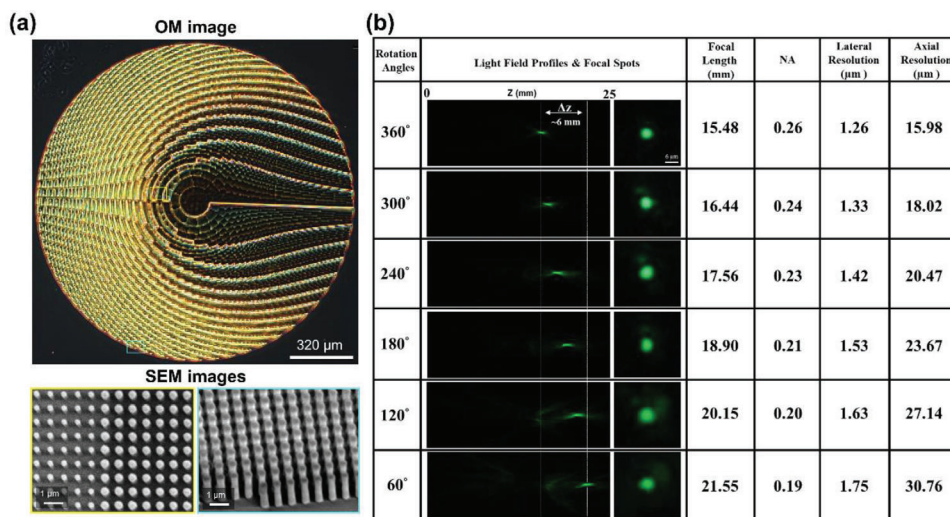 (a)
OM image
320 μm
SEM images
1 μm
1 μm
(b)
Rotation Angles
Light Field Profiles & Focal Spots
Focal Length (mm)
NA
Lateral Resolution (μm)
Axial Resolution (μm)
0 Z (mm) 25
Δz
~6 mm
6 μm
360° 15.48 0.26 1.26 15.98
300° 16.44 0.24 1.33 18.02
240° 17.56 0.23 1.42 20.47
180° 18.90 0.21 1.53 23.67
120° 20.15 0.20 1.63 27.14
60° 21.55 0.19 1.75 30.76